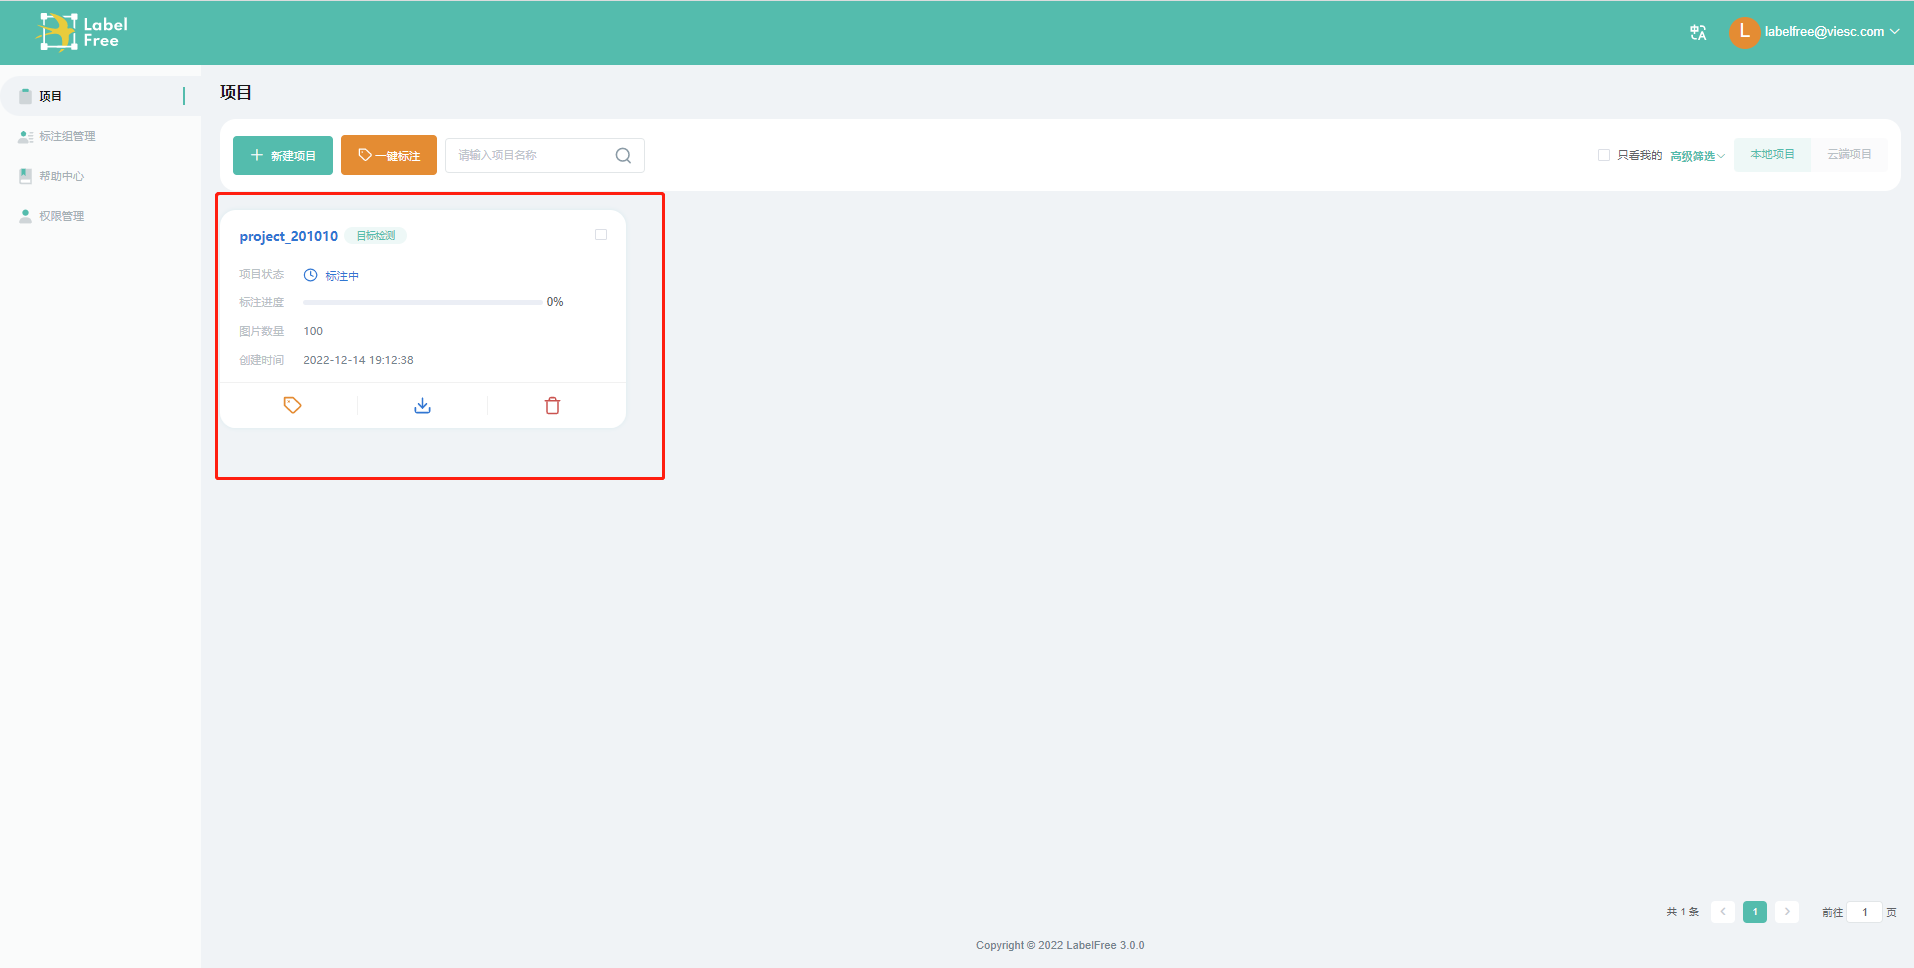 Label
Free
中A
L
labelfree@viesc.com
项目
标注组管理
帮助中心
权限管理
项目
新建项目
一键标注
请输入项目名称
只看我的
高级筛选
本地项目
云端项目
project_201010
目标检测
项目状态
标注中
标注进度
0%
图片数量
100
创建时间
2022-12-14 19:12:38
共 1 条
1
前往
1
页
Copyright © 2022 LabelFree 3.0.0